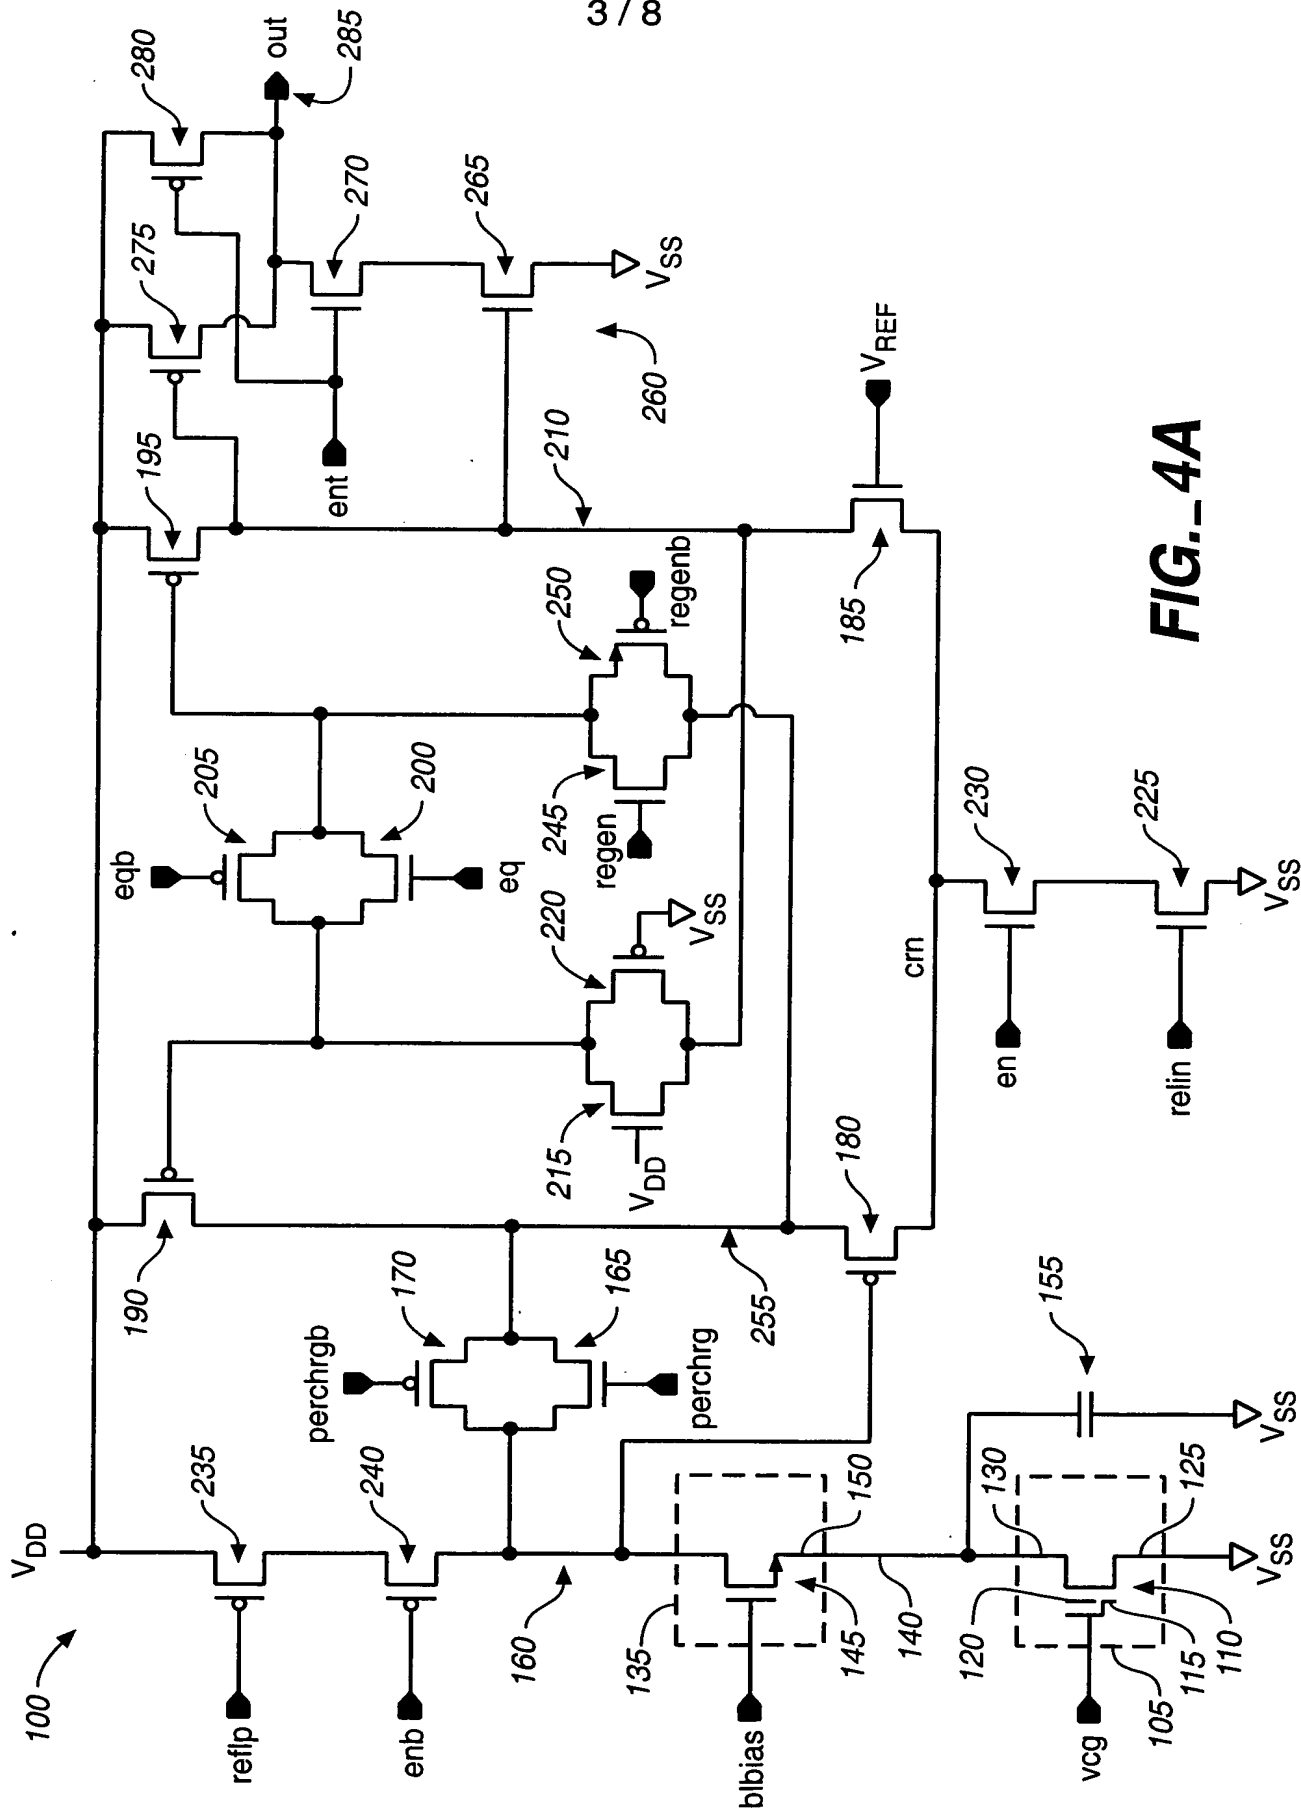 3 / 8
280
out
285
275
270
265
VSS
260
195
ent
210
VREF
185
205
200
eqb
eq
250
regenb
245
regen
220
VSS
215
VDD
230
225
crn
en
relin
VSS
190
170
165
perchrgb
perchrg
255
180
155
VSS
VDD
235
240
160
135
150
145
140
130
125
120
115
110
105
VSS
100
reflp
enb
blbias
vcg
FIG._4A